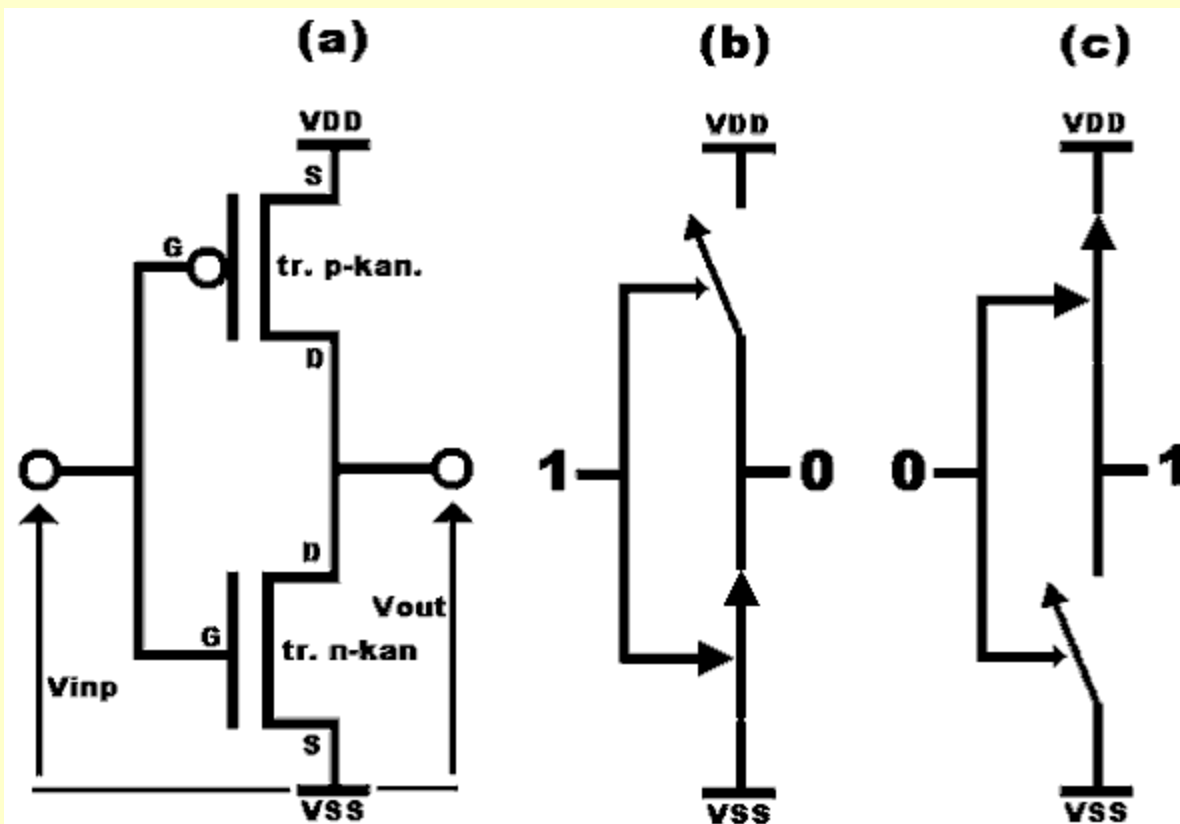 (a)
VDD
S
G
tr. p-kan.
D
D
Vout
G
tr. n-kan
Vinp
S
VSS
(b)
VDD
1
0
VSS
(c)
VDD
0
1
VSS